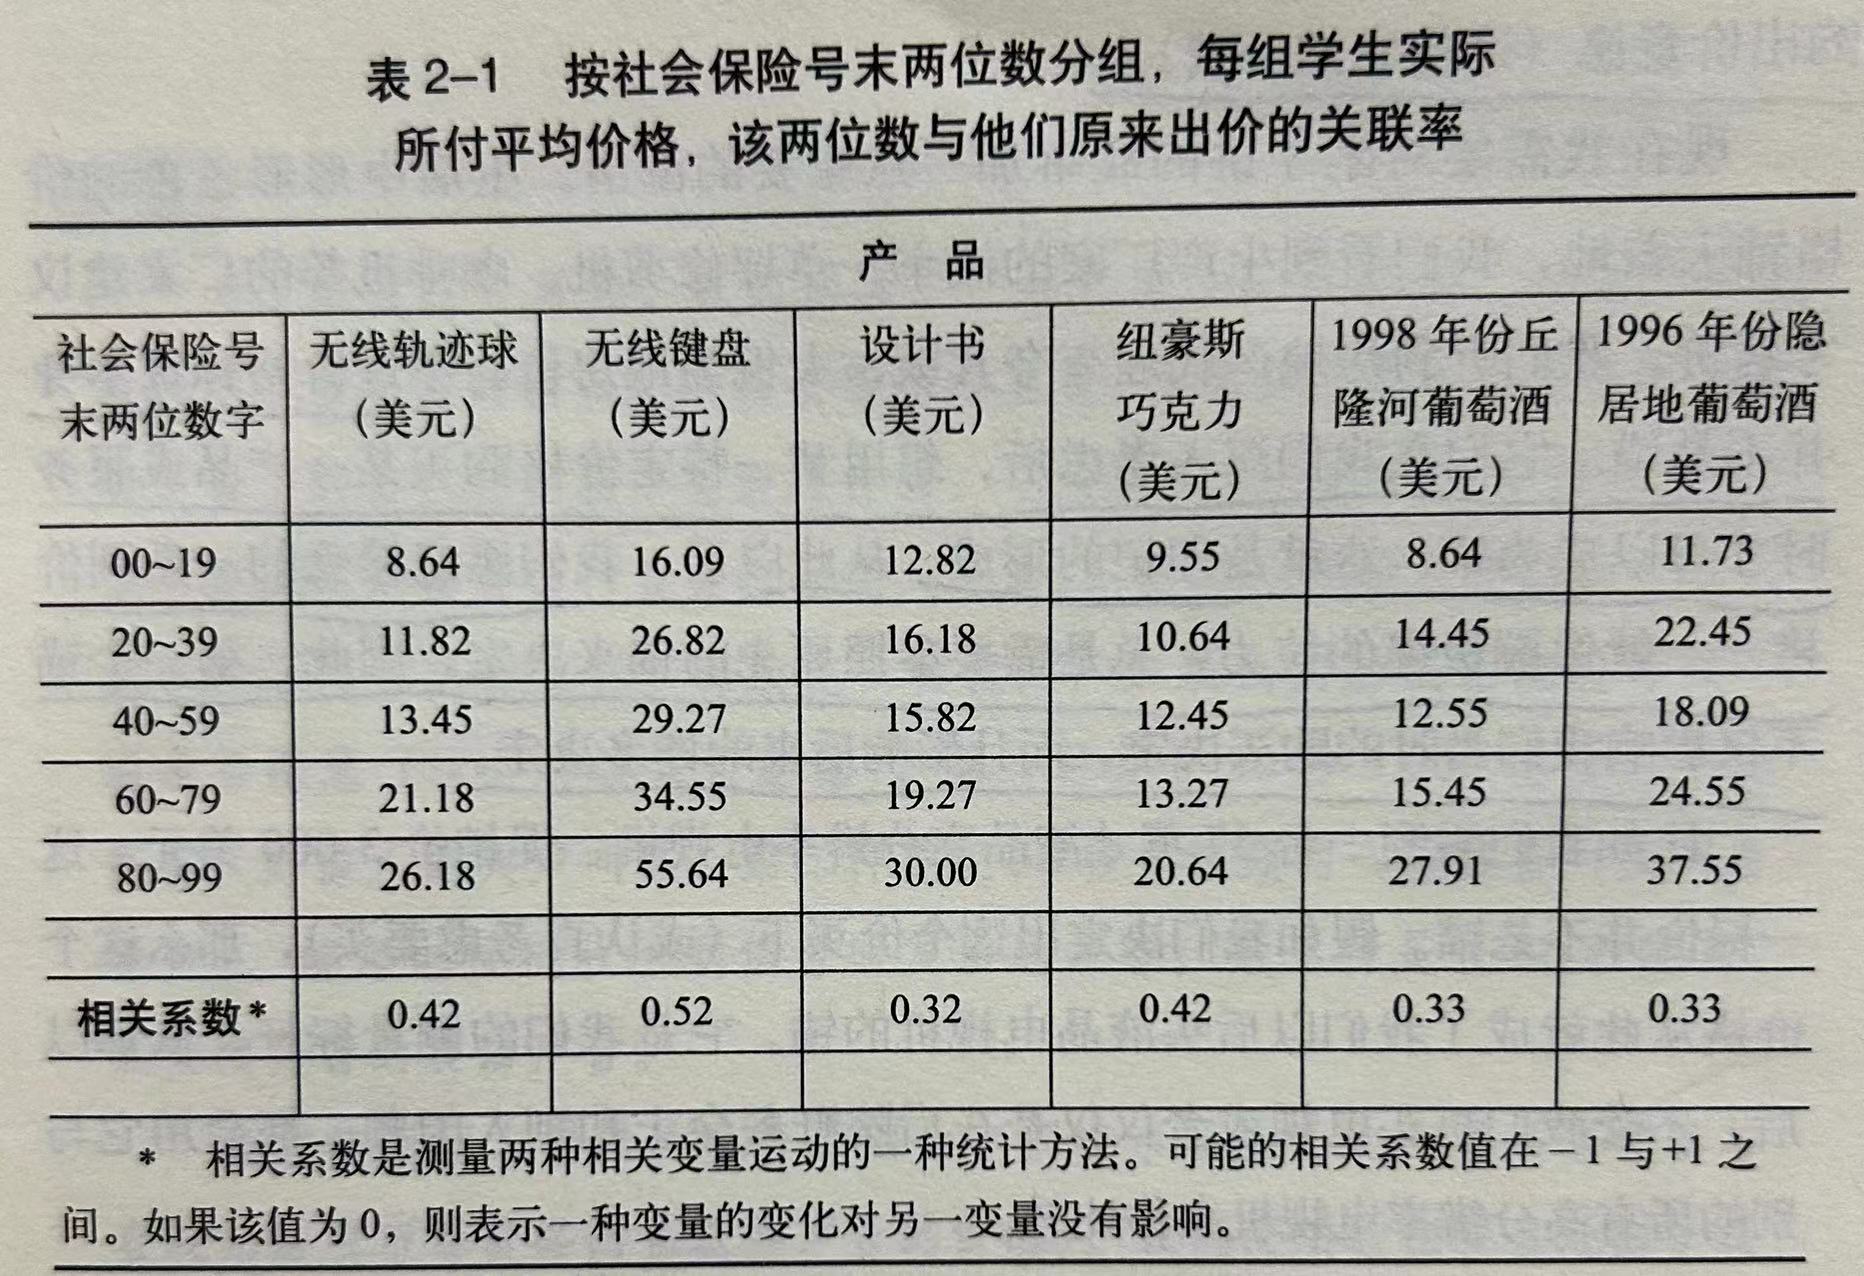 表 2–1 按社会保险号末两位数分组，每组学生实际
所付平均价格，该两位数与他们原来出价的关联率
产 品
社会保险号 无线轨迹球 无线键盘 设计书 纽豪斯 1998 年份丘 1996 年份隐
末两位数字 （美元） （美元） （美元） 巧克力 隆河葡萄酒 居地葡萄酒
（美元） （美元） （美元）
00~19 8.64 16.09 12.82 9.55 8.64 11.73
20~39 11.82 26.82 16.18 10.64 14.45 22.45
40~59 13.45 29.27 15.82 12.45 12.55 18.09
60~79 21.18 34.55 19.27 13.27 15.45 24.55
80~99 26.18 55.64 30.00 20.64 27.91 37.55
相关系数* 0.42 0.52 0.32 0.42 0.33 0.33
* 相关系数是测量两种相关变量运动的一种统计方法。可能的相关系数值在－1 与+1 之
间。如果该值为 0，则表示一种变量的变化对另一变量没有影响。